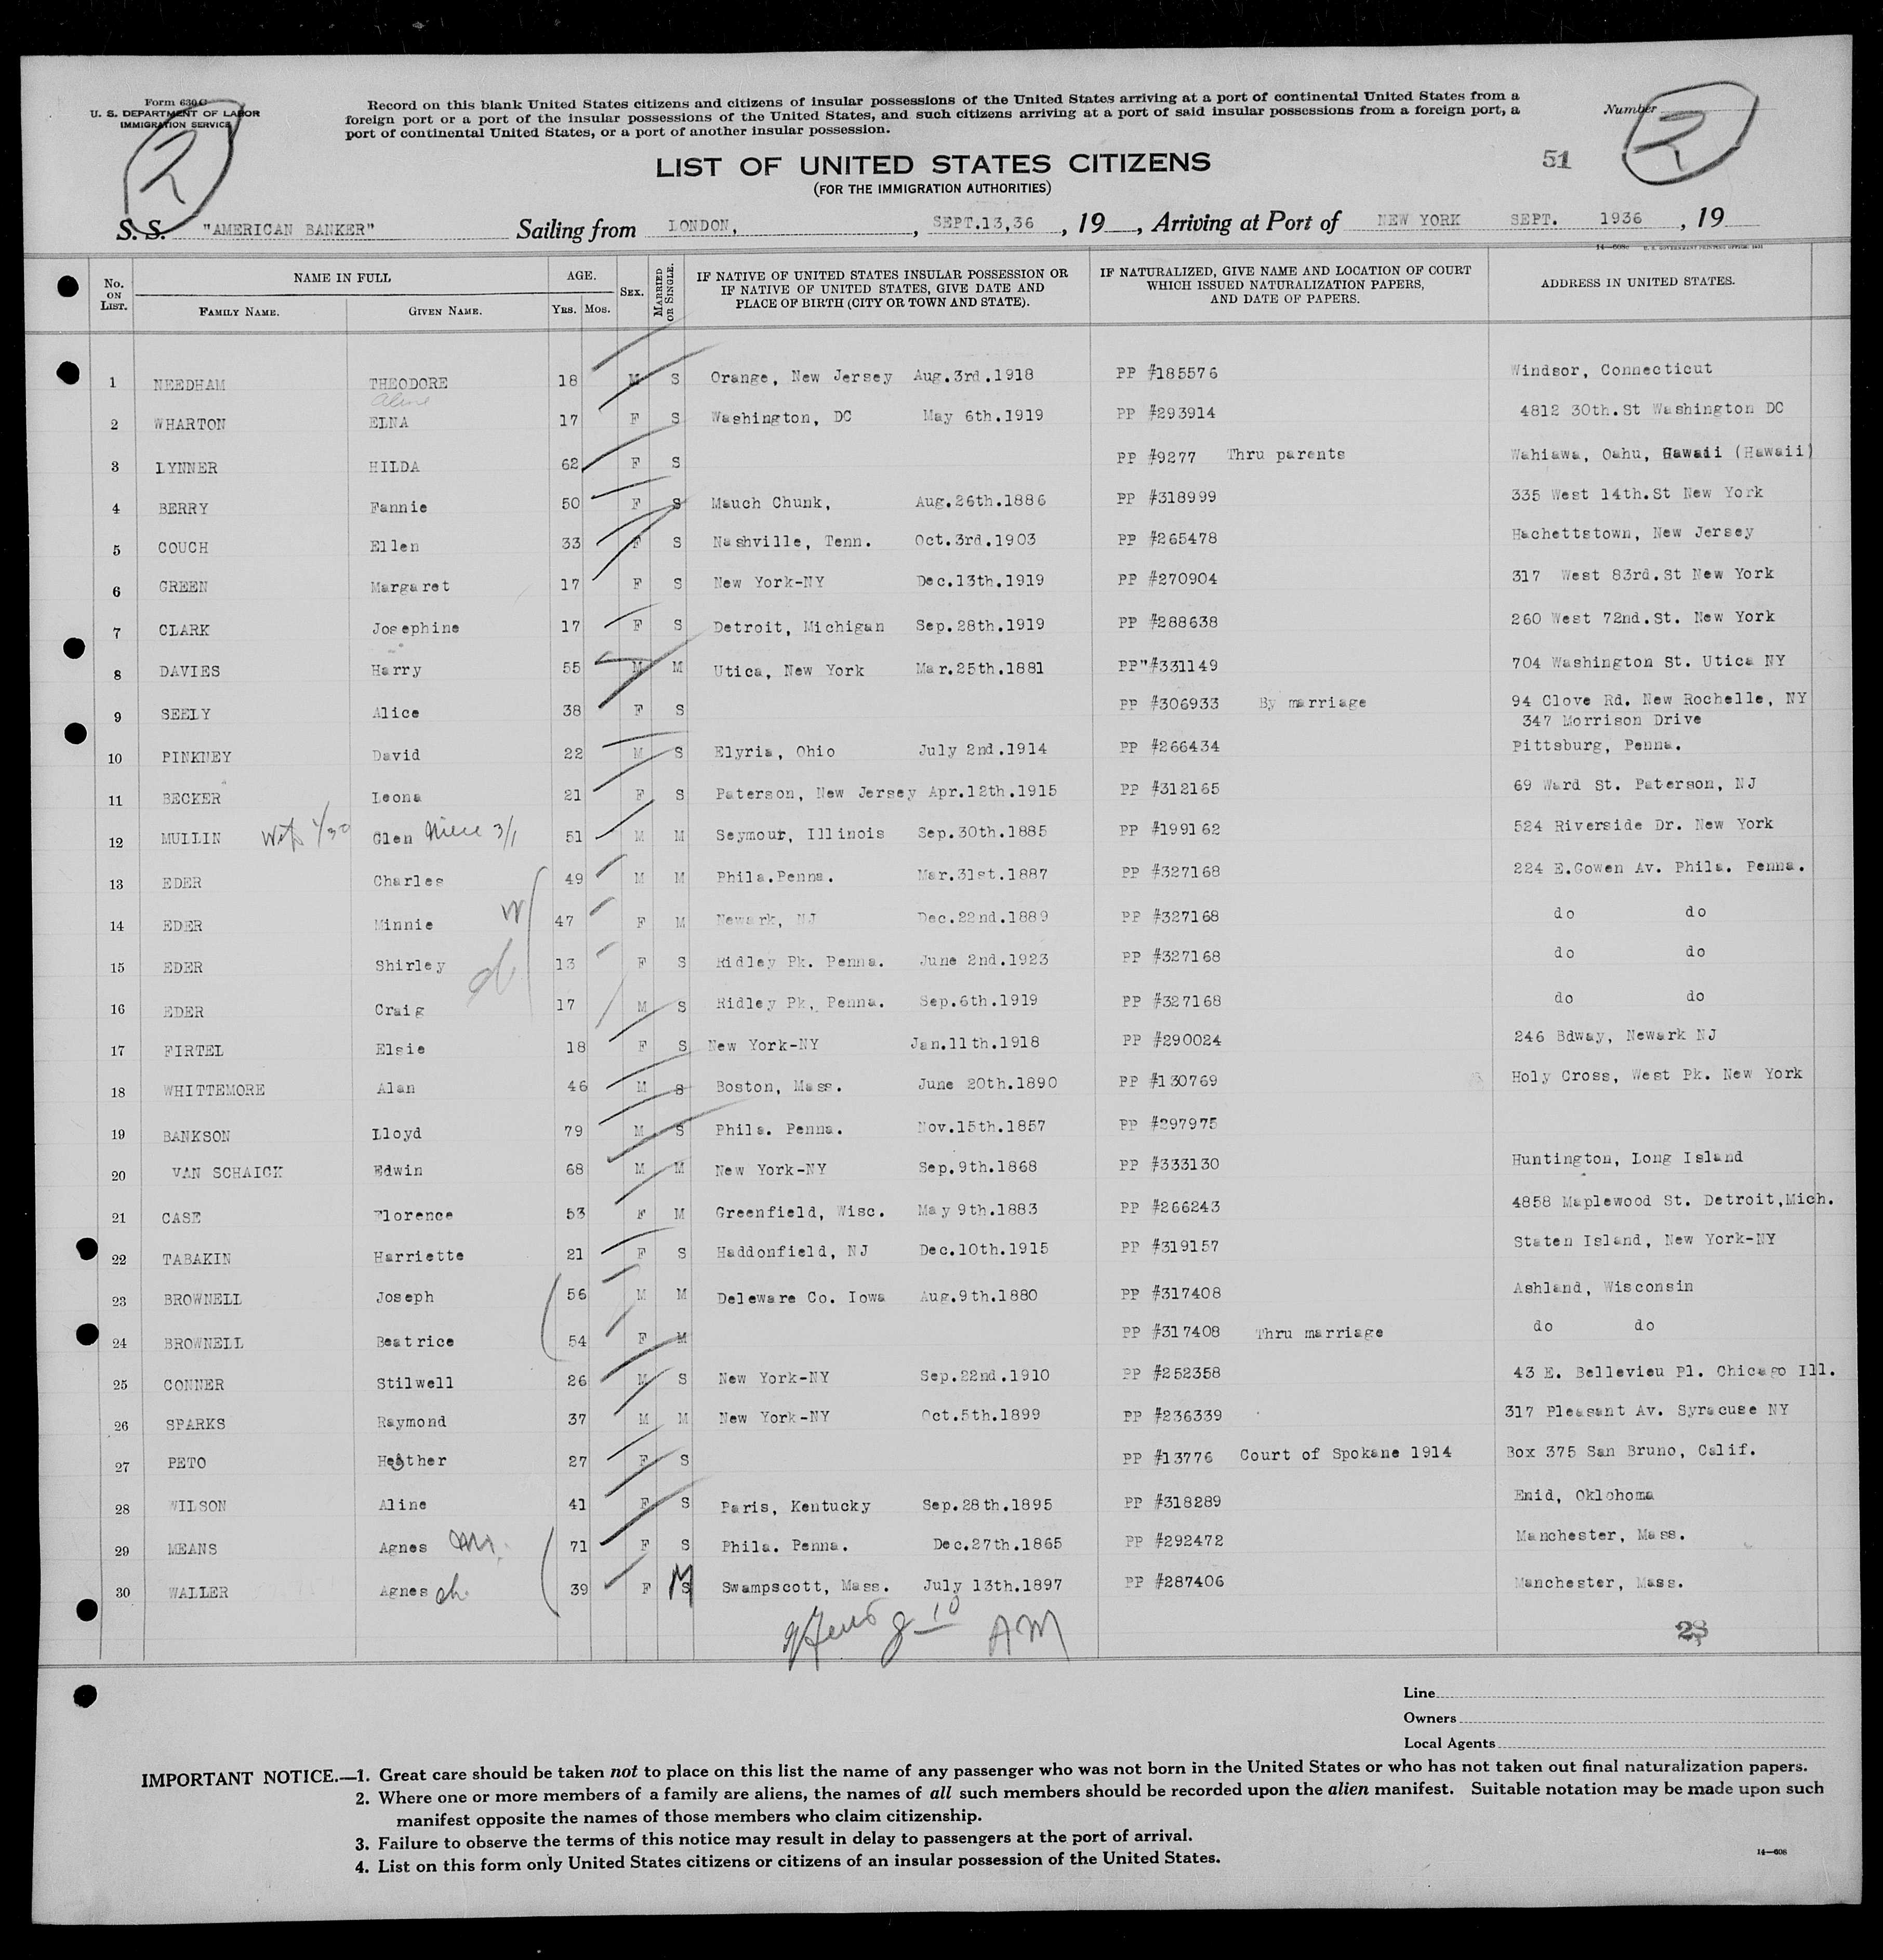 Form 630 C
U. S. DEPARTMENT OF LABOR
IMMIGRATION SERVICE
2
Record on this blank United States citizens and citizens of insular possessions of the United States arriving at a port of continental United States from a
foreign port or a port of the insular possessions of the United States, and such citizens arriving at a port of said insular possessions from a foreign port, a
port of continental United States, or a port of another insular possession.
Number
2
51
LIST OF UNITED STATES CITIZENS
(FOR THE IMMIGRATION AUTHORITIES)
S. S. "AMERICAN BANKER" Sailing from LONDON, , SEPT.13,36 , 19 , Arriving at Port of NEW YORK SEPT. 1936 , 19
No. ON LIST. NAME IN FULL FAMILY NAME. GIVEN NAME. AGE. YRS. MOS. SEX. MARRIED OR SINGLE. IF NATIVE OF UNITED STATES INSULAR POSSESSION OR IF NATIVE OF UNITED STATES, GIVE DATE AND PLACE OF BIRTH (CITY OR TOWN AND STATE). IF NATURALIZED, GIVE NAME AND LOCATION OF COURT WHICH ISSUED NATURALIZATION PAPERS, AND DATE OF PAPERS. ADDRESS IN UNITED STATES.
1 NEEDHAM THEODORE 18 M S Orange, New Jersey Aug.3rd.1918 PP #185576 Windsor, Connecticut
Aline
2 WHARTON ELNA 17 F S Washington, DC May 6th.1919 PP #293914 4812 30th.St Washington DC
3 LYNNER HILDA 62 F S PP #9277 Thru parents Wahiawa, Oahu, Gawaii (Hawaii)
4 BERRY Fannie 50 F S Mauch Chunk, Aug.26th.1886 PP #318999 335 West 14th.St New York
5 COUCH Ellen 33 F S Nashville, Tenn. Oct.3rd.1903 PP #265478 Hachettstown, New Jersey
6 GREEN Margaret 17 F S New York-NY Dec.13th.1919 PP #270904 317 West 83rd.St New York
7 CLARK Josephine 17 F S Detroit, Michigan Sep.28th.1919 PP #288638 260 West 72nd.St. New York
8 DAVIES Harry 55 M M Utica, New York Mar.25th.1881 PP"#331149 704 Washington St. Utica NY
9 SEELY Alice 38 F S PP #306933 By marriage 94 Clove Rd. New Rochelle, NY
347 Morrison Drive
10 PINKNEY David 22 M S Elyria, Ohio July 2nd.1914 PP #266434 Pittsburg, Penna.
11 BECKER Leona 21 F S Paterson, New Jersey Apr.12th.1915 PP #312165 69 Ward St. Paterson, NJ
12 MULLIN Glen 51 M M Seymour, Illinois Sep.30th.1885 PP #199162 524 Riverside Dr. New York
13 EDER Charles 49 M M Phila.Penna. Mar.31st.1887 PP #327168 224 E.Gowen Av. Phila. Penna.
14 EDER Minnie W 47 F M Newark, NJ Dec.22nd.1889 PP #327168 do do
15 EDER Shirley d 13 F S Ridley Pk. Penna. June 2nd.1923 PP #327168 do do
16 EDER Craig 17 M S Ridley Pk, Penna. Sep.6th.1919 PP #327168 do do
17 FIRTEL Elsie 18 F S New York-NY Jan.11th.1918 PP #290024 246 Bdway, Newark NJ
18 WHITTEMORE Alan 46 M S Boston, Mass. June 20th.1890 PP #130769 Holy Cross, West Pk. New York
19 BANKSON Lloyd 79 M S Phila. Penna. Nov.15th.1857 PP #297975
20 VAN SCHAICK Edwin 68 M M New York-NY Sep.9th.1868 PP #333130 Huntington, Long Island
21 CASE Florence 53 F M Greenfield, Wisc. May 9th.1883 PP #266243 4858 Maplewood St. Detroit,Mich.
22 TABAKIN Harriette 21 F S Haddonfield, NJ Dec.10th.1915 PP #319157 Staten Island, New York-NY
23 BROWNELL Joseph 56 M M Deleware Co. Iowa Aug.9th.1880 PP #317408 Ashland, Wisconsin
24 BROWNELL Beatrice 54 F M PP #317408 Thru marriage do do
25 CONNER Stilwell 26 M S New York-NY Sep.22nd.1910 PP #252358 43 E. Bellevieu Pl. Chicago Ill.
26 SPARKS Raymond 37 M M New York-NY Oct.5th.1899 PP #236339 317 Pleasant Av. Syracuse NY
27 PETO Heather 27 F S PP #13776 Court of Spokane 1914 Box 375 San Bruno, Calif.
28 WILSON Aline 41 F S Paris, Kentucky Sep.28th.1895 PP #318289 Enid, Oklohoma
29 MEANS Agnes 71 F S Phila. Penna. Dec.27th.1865 PP #292472 Manchester, Mass.
30 WALLER Agnes ch. 39 F M Swampscott, Mass. July 13th.1897 PP #287406 Manchester, Mass.
AM
Line
Owners
Local Agents
IMPORTANT NOTICE.—1. Great care should be taken not to place on this list the name of any passenger who was not born in the United States or who has not taken out final naturalization papers.
2. Where one or more members of a family are aliens, the names of all such members should be recorded upon the alien manifest. Suitable notation may be made upon such
manifest opposite the names of those members who claim citizenship.
3. Failure to observe the terms of this notice may result in delay to passengers at the port of arrival.
4. List on this form only United States citizens or citizens of an insular possession of the United States.
14—608